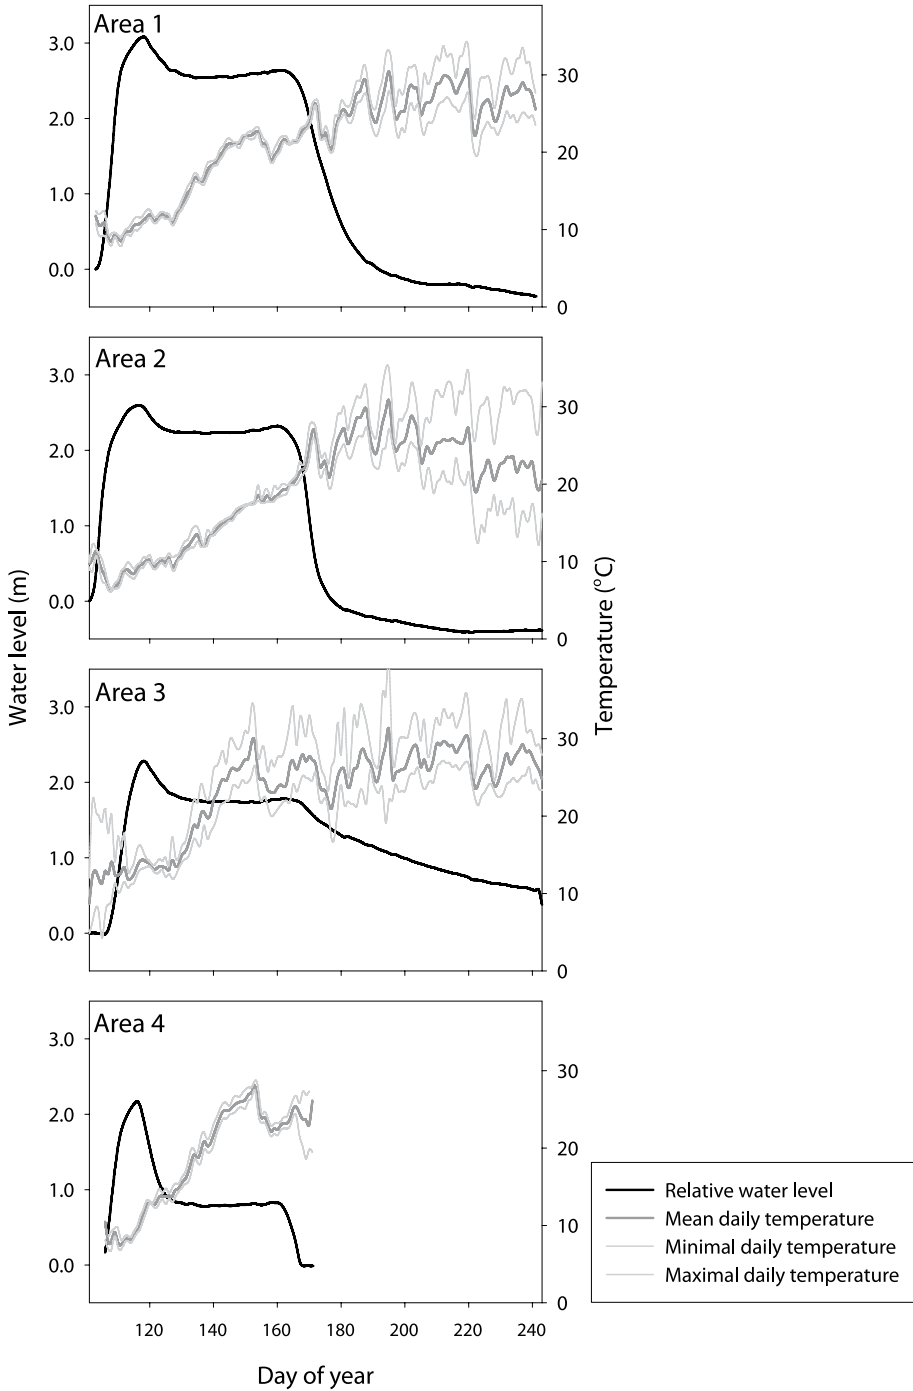 Area 1
3.0
2.0
1.0
0.0
30
20
10
0
Area 2
3.0
2.0
1.0
0.0
30
20
10
0
Water level (m)
Temperature (°C)
Area 3
3.0
2.0
1.0
0.0
30
20
10
0
Area 4
3.0
2.0
1.0
0.0
30
20
10
0
120 140 160 180 200 220 240
Day of year
Relative water level
Mean daily temperature
Minimal daily temperature
Maximal daily temperature